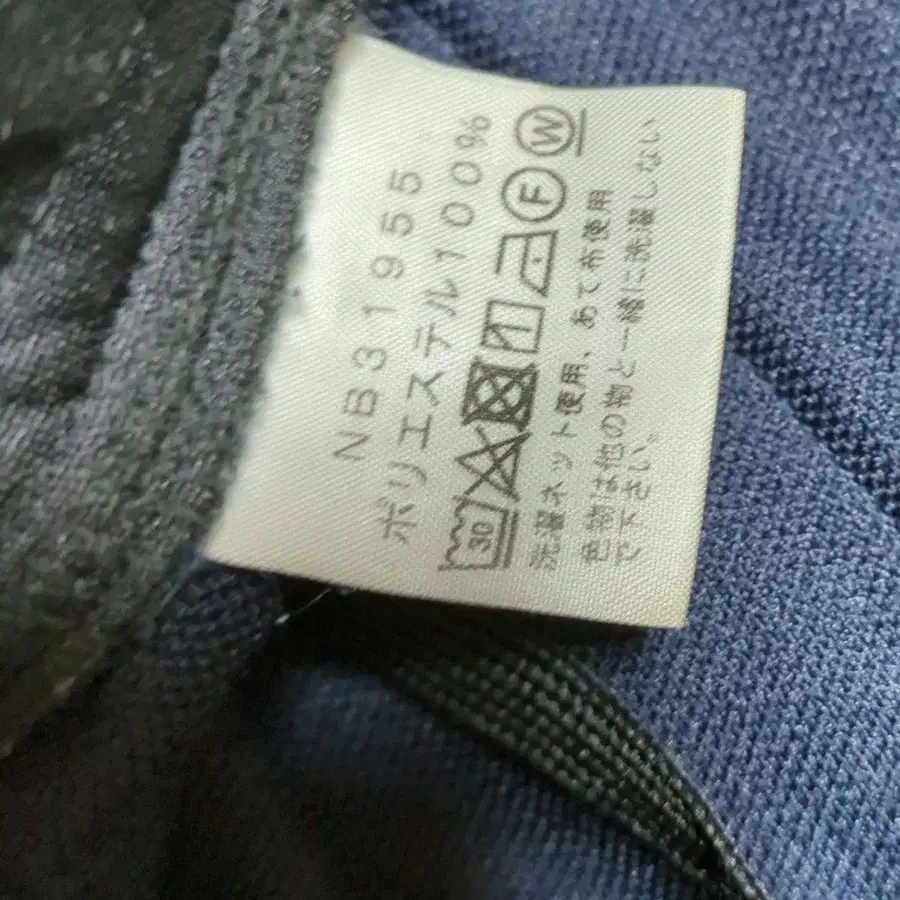 NB31955
ポリエステル100%
30 F W
洗濯ネット使用、あて布使用
色物は他の物と一緒に洗濯しない
で下さい。